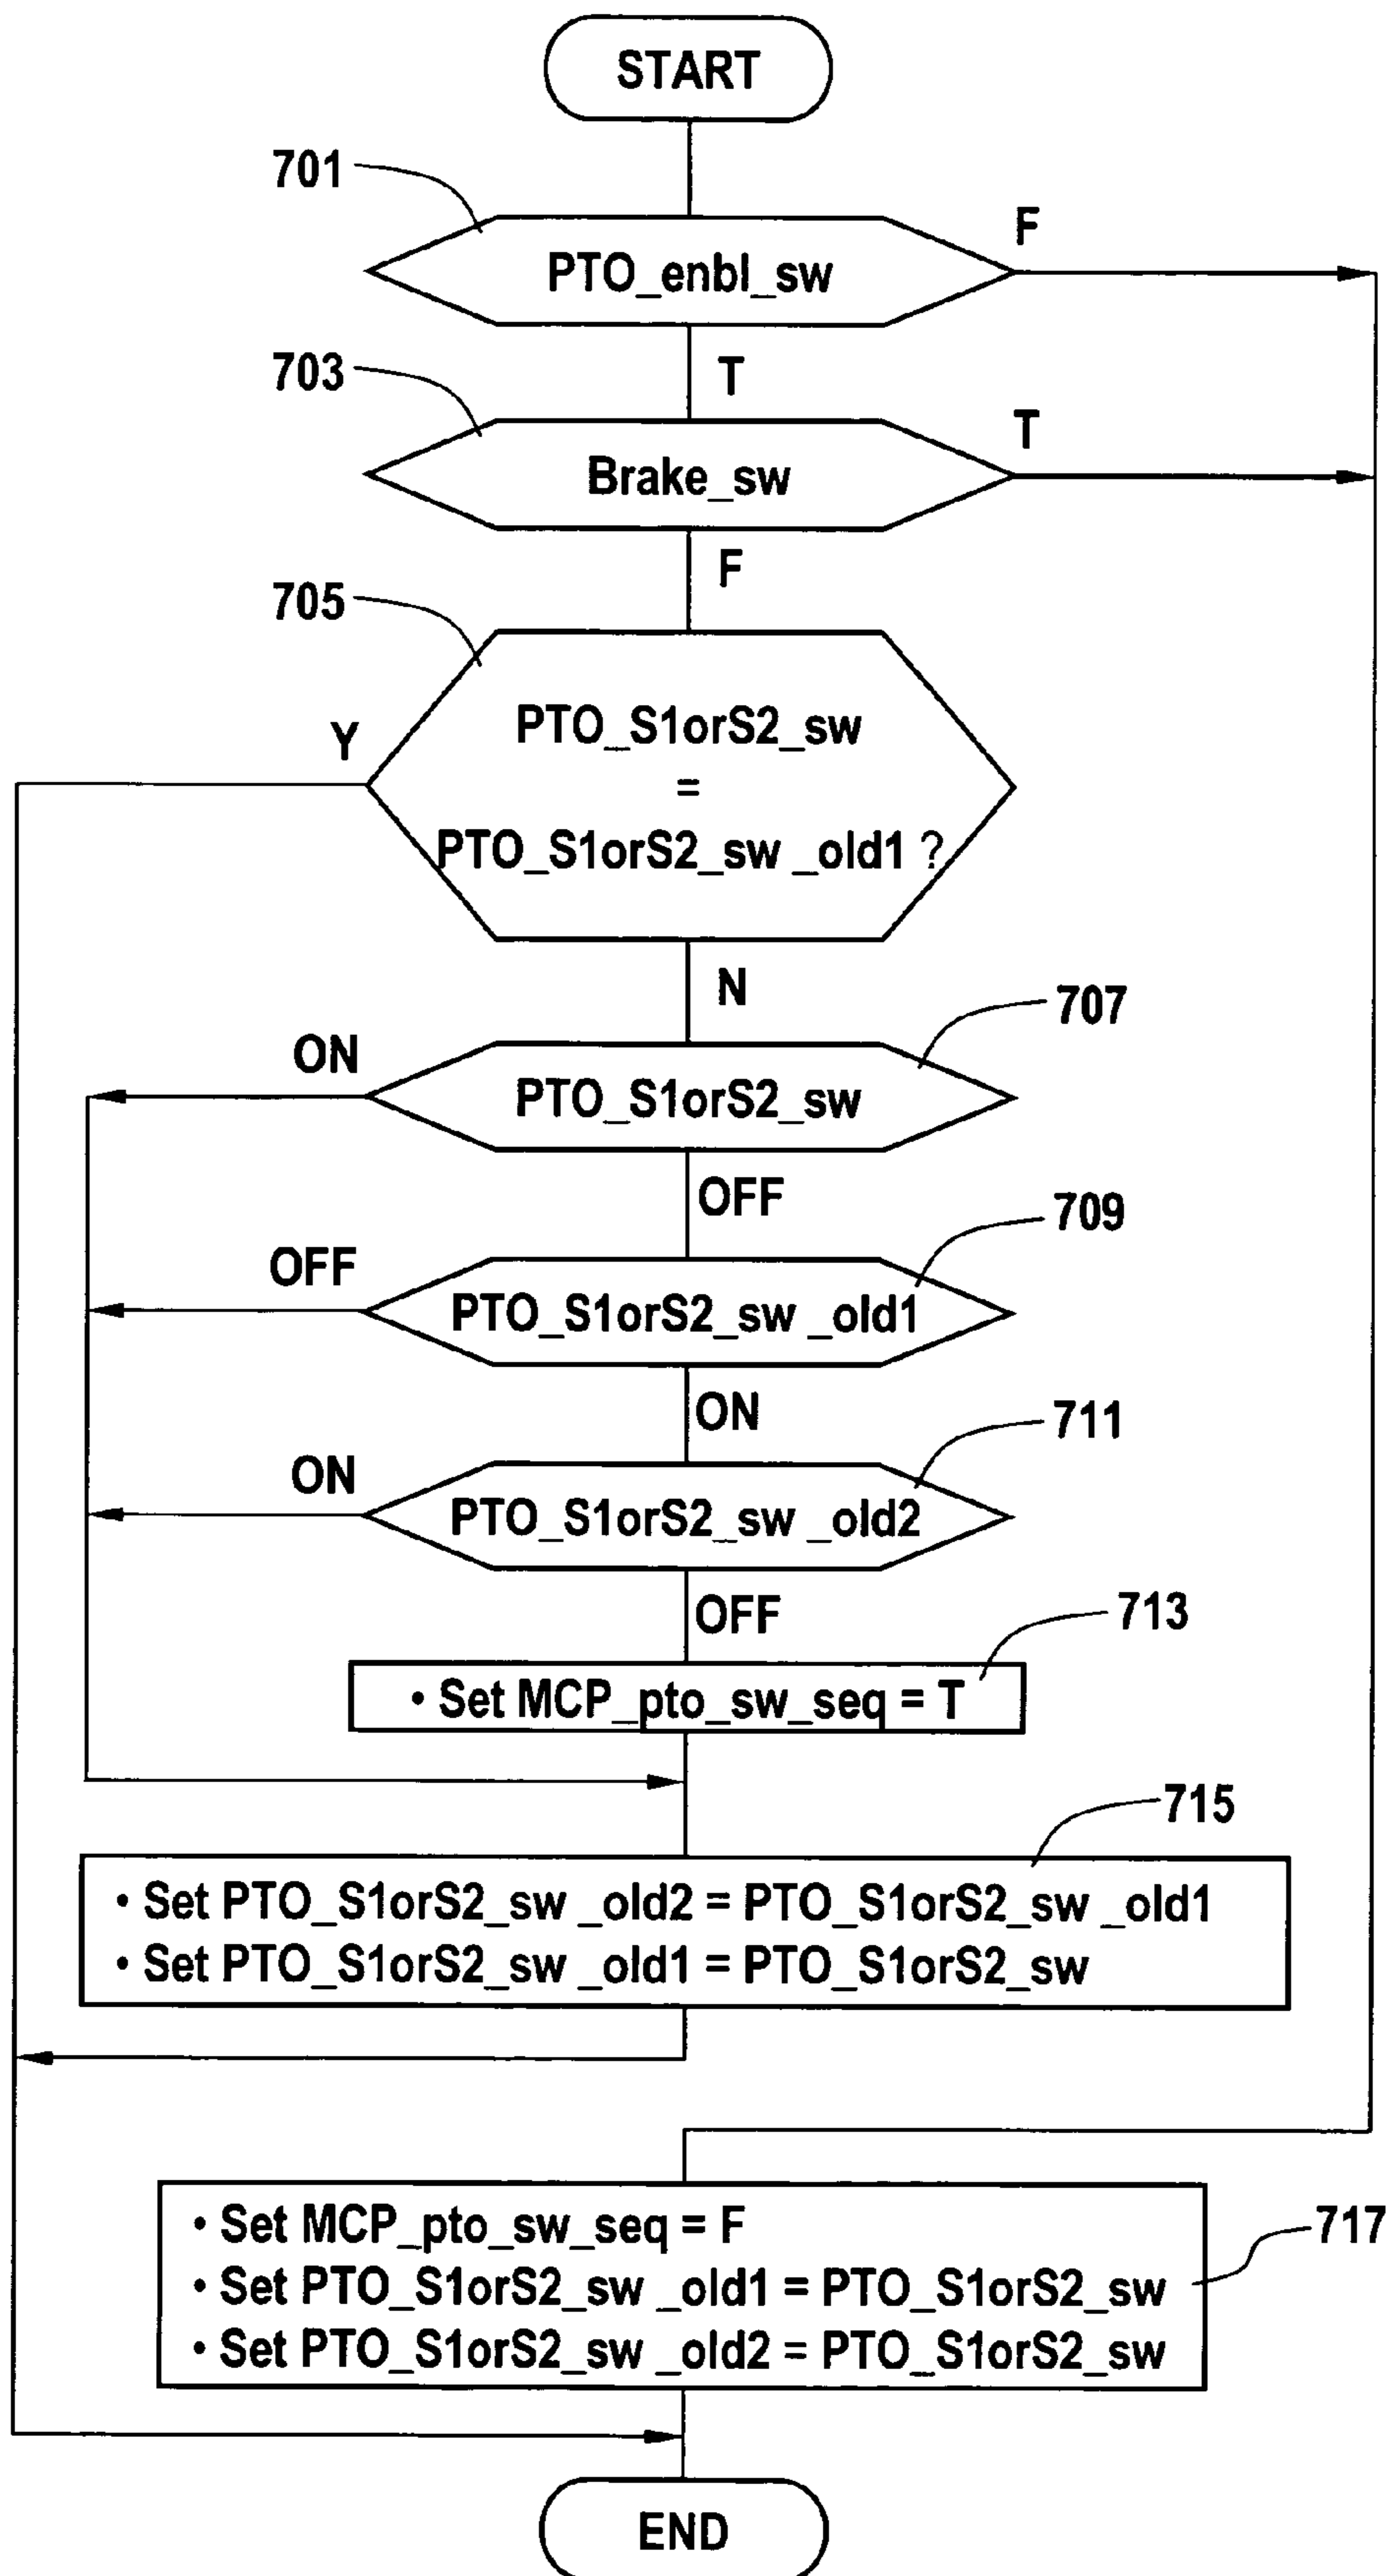 START
701
PTO_enbl_sw
F
T
703
Brake_sw
T
F
705
Y
PTO_S1orS2_sw
=
PTO_S1orS2_sw _old1 ?
N
707
ON
PTO_S1orS2_sw
OFF
709
OFF
PTO_S1orS2_sw _old1
ON
711
ON
PTO_S1orS2_sw _old2
OFF
713
• Set MCP_pto_sw_seq = T
715
• Set PTO_S1orS2_sw _old2 = PTO_S1orS2_sw _old1
• Set PTO_S1orS2_sw _old1 = PTO_S1orS2_sw
• Set MCP_pto_sw_seq = F
717
• Set PTO_S1orS2_sw _old1 = PTO_S1orS2_sw
• Set PTO_S1orS2_sw _old2 = PTO_S1orS2_sw
END